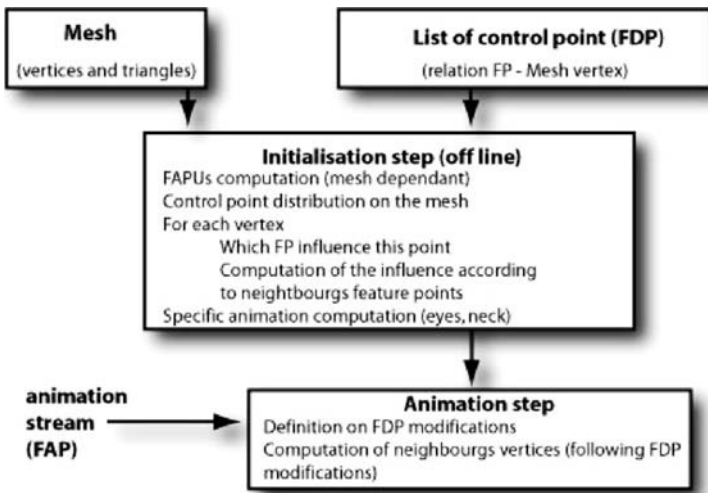 Mesh
(vertices and triangles)
List of control point (FDP)
(relation FP - Mesh vertex)
Initialisation step (off line)
FAPUs computation (mesh dependant)
Control point distribution on the mesh
For each vertex
Which FP influence this point
Computation of the influence according
to neightbourgs feature points
Specific animation computation (eyes, neck)
animation
stream
(FAP)
Animation step
Definition on FDP modifications
Computation of neighbourgs vertices (following FDP
modifications)